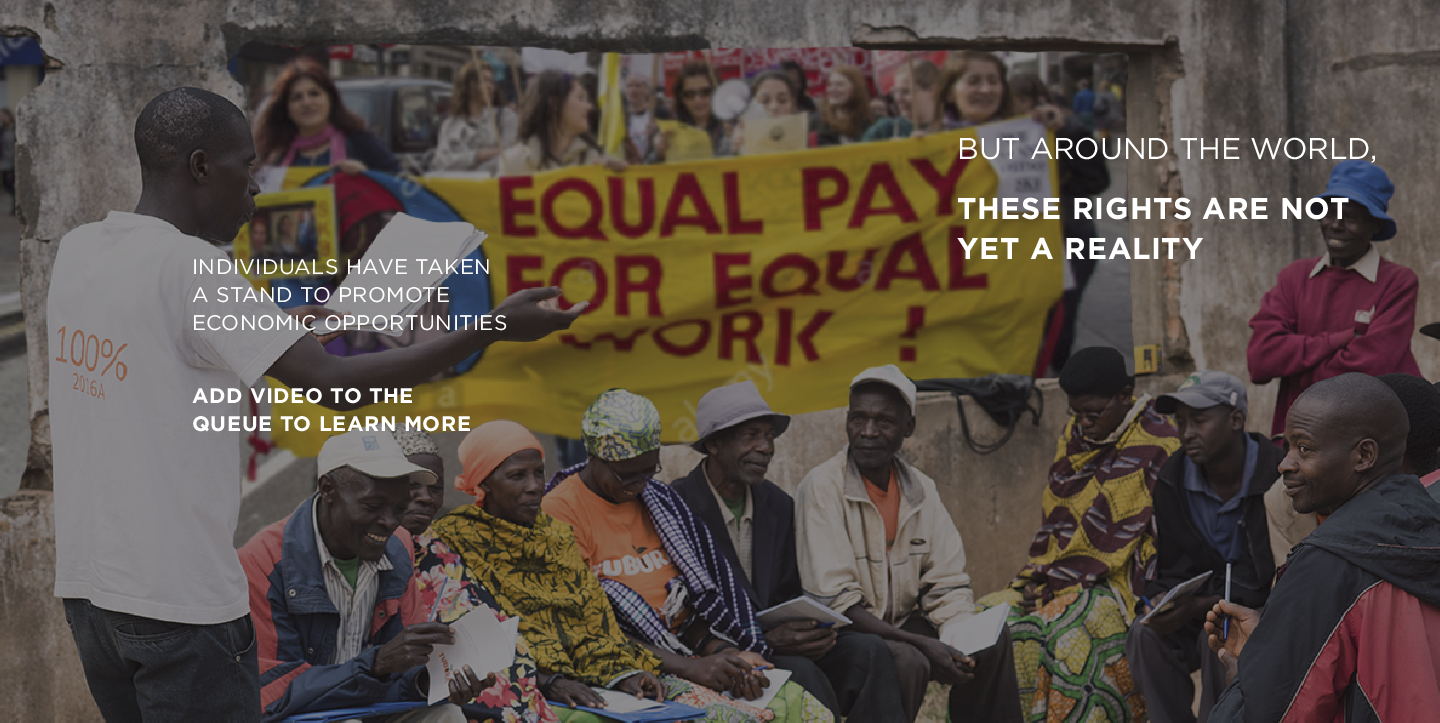 EQUAL PAY
FOR EQUAL
WORK !
BUT AROUND THE WORLD,
THESE RIGHTS ARE NOT
YET A REALITY
INDIVIDUALS HAVE TAKEN
A STAND TO PROMOTE
ECONOMIC OPPORTUNITIES
ADD VIDEO TO THE
QUEUE TO LEARN MORE
100%
2016A